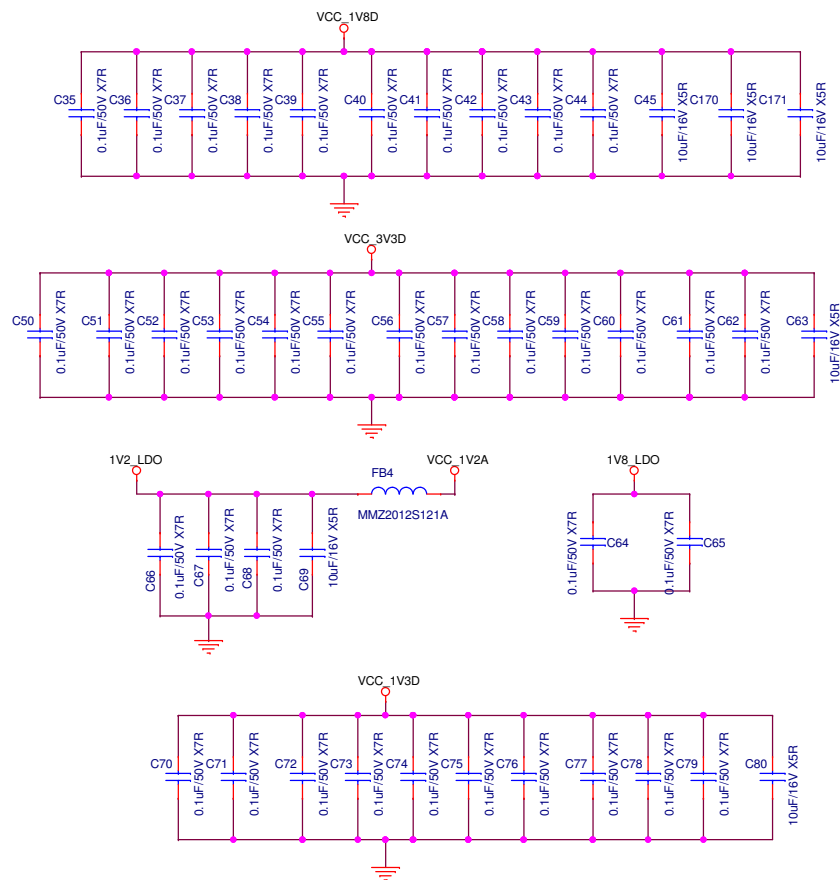 VCC_1V8D
C35
0.1uF/50V X7R
C36
0.1uF/50V X7R
C37
0.1uF/50V X7R
C38
0.1uF/50V X7R
C39
0.1uF/50V X7R
C40
0.1uF/50V X7R
C41
0.1uF/50V X7R
C42
0.1uF/50V X7R
C43
0.1uF/50V X7R
C44
0.1uF/50V X7R
C45
10uF/16V X5R
C170
10uF/16V X5R
C171
10uF/16V X5R
VCC_3V3D
C50
0.1uF/50V X7R
C51
0.1uF/50V X7R
C52
0.1uF/50V X7R
C53
0.1uF/50V X7R
C54
0.1uF/50V X7R
C55
0.1uF/50V X7R
C56
0.1uF/50V X7R
C57
0.1uF/50V X7R
C58
0.1uF/50V X7R
C59
0.1uF/50V X7R
C60
0.1uF/50V X7R
C61
0.1uF/50V X7R
C62
0.1uF/50V X7R
C63
10uF/16V X5R
1V2_LDO
C66
0.1uF/50V X7R
C67
0.1uF/50V X7R
C68
0.1uF/50V X7R
C69
10uF/16V X5R
FB4
MMZ2012S121A
VCC_1V2A
1V8_LDO
0.1uF/50V X7R
C64
0.1uF/50V X7R
C65
VCC_1V3D
C70
0.1uF/50V X7R
C71
0.1uF/50V X7R
C72
0.1uF/50V X7R
C73
0.1uF/50V X7R
C74
0.1uF/50V X7R
C75
0.1uF/50V X7R
C76
0.1uF/50V X7R
C77
0.1uF/50V X7R
C78
0.1uF/50V X7R
C79
0.1uF/50V X7R
C80
10uF/16V X5R